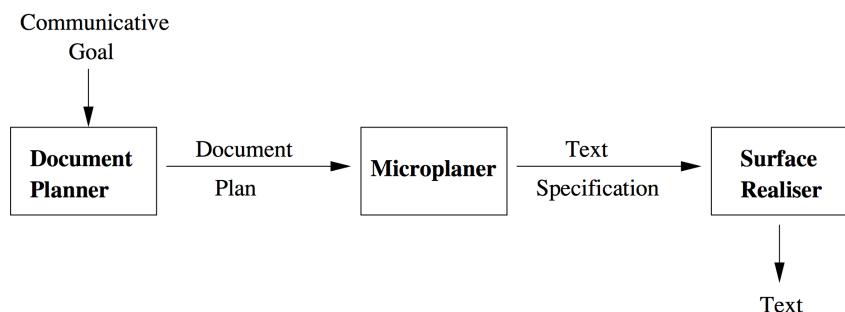 Communicative
Goal
Document
Planner
Document
Plan
Microplaner
Text
Specification
Surface
Realiser
Text